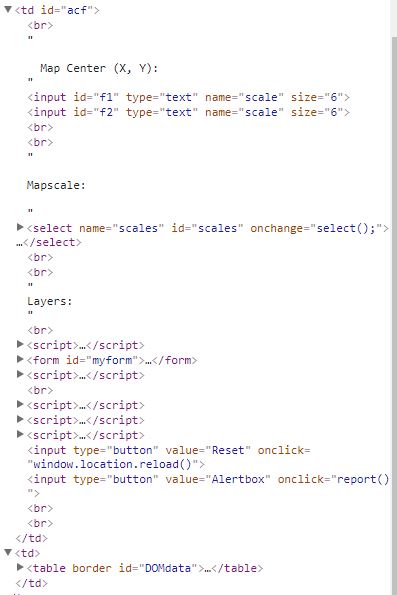 ▼<td id="acf">
<br>
"
Map Center (X, Y):
"
<input id="f1" type="text" name="scale" size="6">
<input id="f2" type="text" name="scale" size="6">
<br>
<br>
"
Mapscale:
"
▶<select name="scales" id="scales" onchange="select();">
…</select>
<br>
<br>
"
Layers:
"
<br>
▶<script>…</script>
▶<form id="myform">…</form>
▶<script>…</script>
<br>
▶<script>…</script>
▶<script>…</script>
▶<script>…</script>
<input type="button" value="Reset" onclick=
"window.location.reload()">
<input type="button" value="Alertbox" onclick="report()
">
<br>
<br>
</td>
▼<td>
▶<table border id="DOMdata">…</table>
</td>